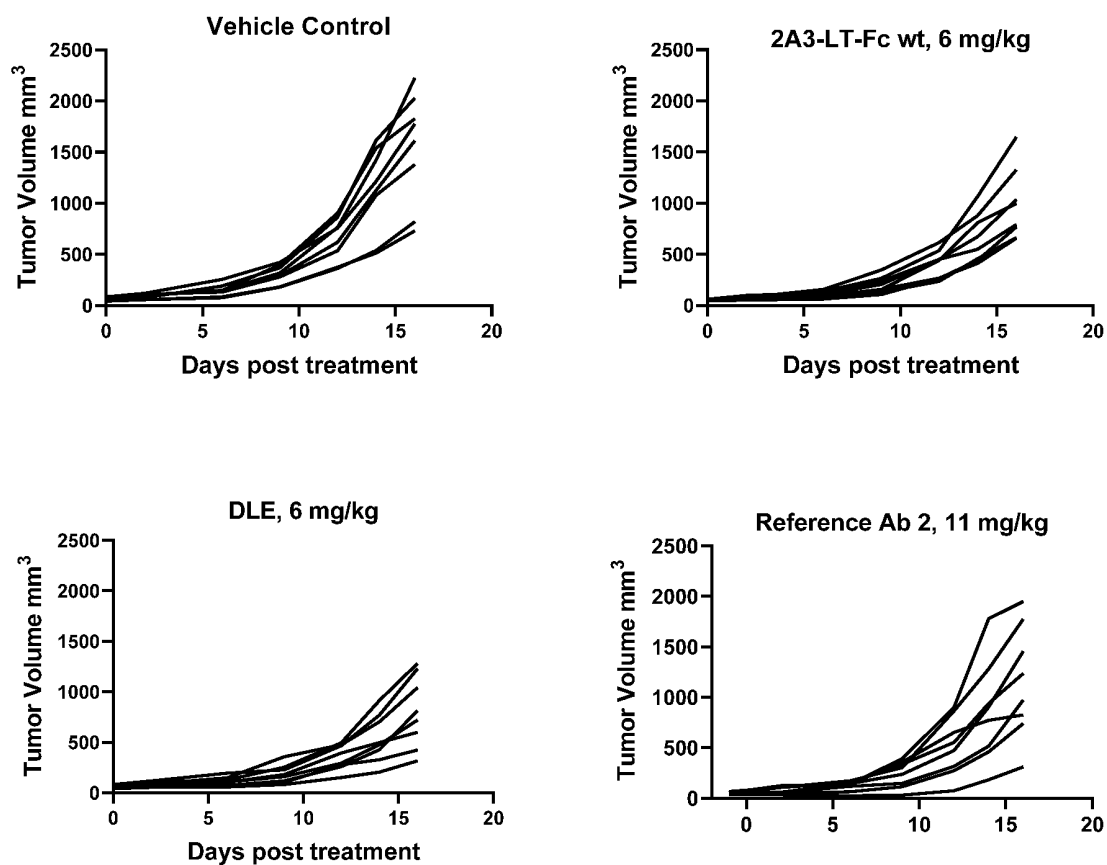 Vehicle Control
2500
2000
1500
1000
500
0
Tumor Volume mm³
0 5 10 15 20
Days post treatment
2A3-LT-Fc wt, 6 mg/kg
2500
2000
1500
1000
500
0
Tumor Volume mm³
0 5 10 15 20
Days post treatment
DLE, 6 mg/kg
2500
2000
1500
1000
500
0
Tumor Volume mm³
0 5 10 15 20
Days post treatment
Reference Ab 2, 11 mg/kg
2500
2000
1500
1000
500
0
Tumor Volume mm³
0 5 10 15 20